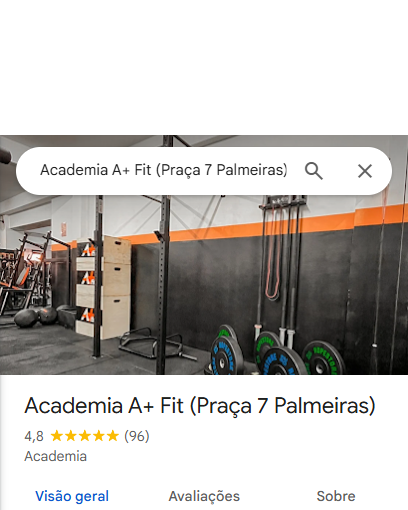 Academia A+ Fit (Praça 7 Palmeiras)
Academia A+ Fit (Praça 7 Palmeiras)
4,8 (96)
Academia
Visão geral Avaliações Sobre